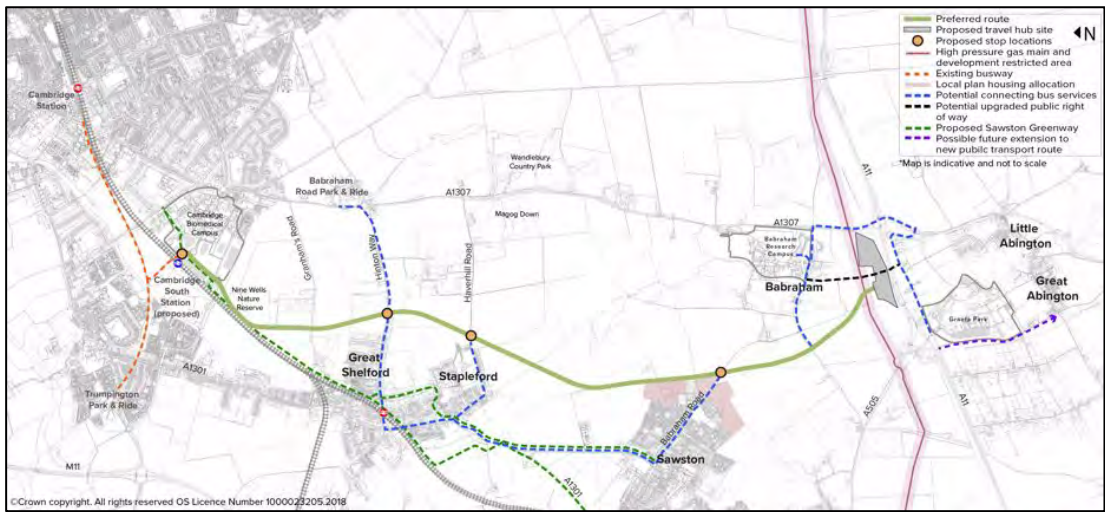 Preferred route
Proposed travel hub site
Proposed stop locations
High pressure gas main and
development restricted area
Existing busway
Local plan housing allocation
Potential connecting bus services
Potential upgraded public right
of way
Proposed Sawston Greenway
Possible future extension to
new public transport route
*Map is indicative and not to scale
N
Cambridge
Station
Cambridge
Biomedical
Campus
Babraham
Road Park & Ride
Wandlebury
Country Park
A1307
Magog Down
A11
A1307
Little
Abington
Babraham
Research
Campus
Babraham
Great
Abington
Granta Park
Granham's Road
Hinton Way
Haverhill Road
Nine Wells
Nature
Reserve
Cambridge
South
Station
(proposed)
Great
Shelford
Stapleford
A1301
Trumpington
Park & Ride
Babraham Road
Sawston
A505
A11
M11
A1301
©Crown copyright. All rights reserved OS Licence Number 1000023205.2018